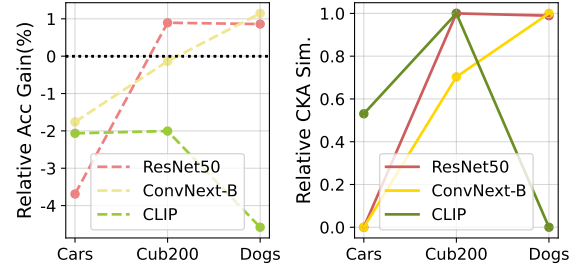 Relative Acc Gain(%)
1
0
-1
-2
-3
-4
ResNet50
ConvNext-B
CLIP
Cars
Cub200
Dogs
Relative CKA Sim.
1.0
0.8
0.6
0.4
0.2
0.0
ResNet50
ConvNext-B
CLIP
Cars
Cub200
Dogs